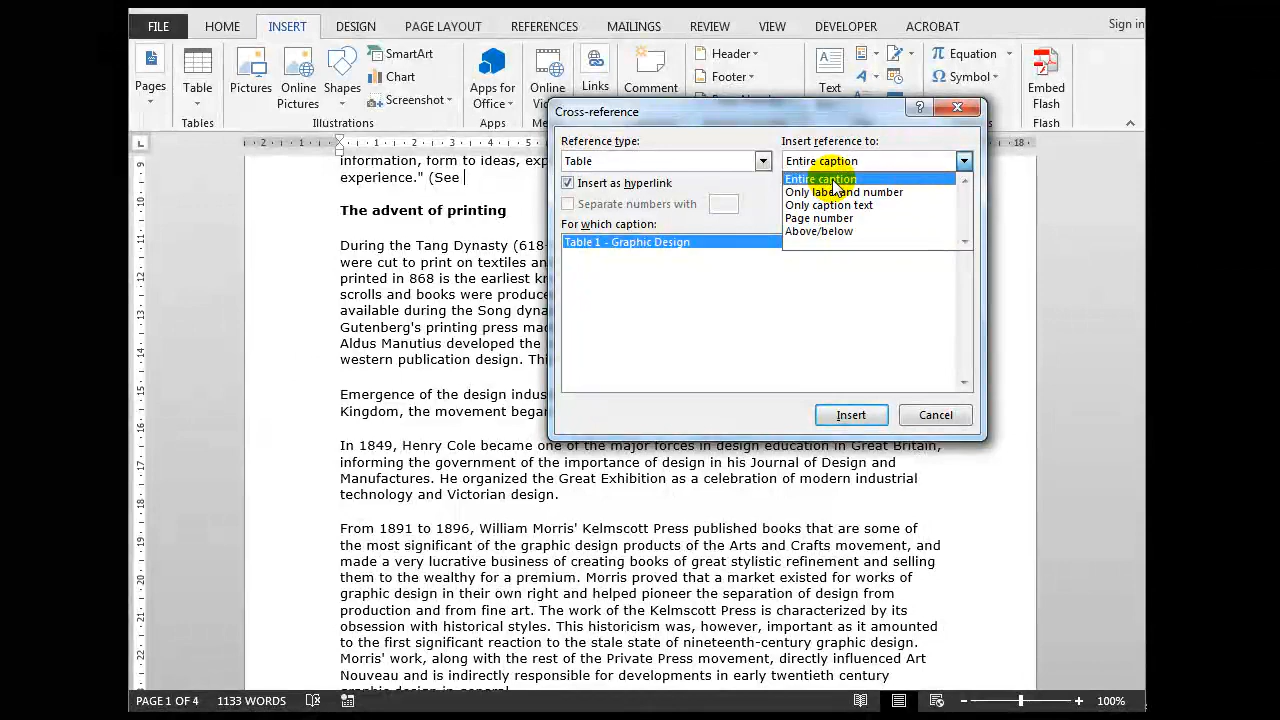 FILE HOME INSERT DESIGN PAGE LAYOUT REFERENCES MAILINGS REVIEW VIEW DEVELOPER ACROBAT Sign in
Pages
Table
Pictures
Online
Pictures
Shapes
SmartArt
Chart
Screenshot
Apps for
Office
Online
Links
Comment
Header
Footer
Text
Equation
Symbol
Embed
Flash
Tables Illustrations Apps Flash
Cross-reference
Reference type:
Table
Insert as hyperlink
Separate numbers with
For which caption:
Table 1 - Graphic Design
Insert reference to:
Entire caption
Entire caption
Only label and number
Only caption text
Page number
Above/below
Insert Cancel
information, form to ideas,
experience." (See
The advent of printing
During the Tang Dynasty (618-
were cut to print on textiles
printed in 868 is the earliest
scrolls and books were produce
available during the Song
Gutenberg's printing press
Aldus Manutius developed the
western publication design.
Emergence of the design
Kingdom, the movement began
In 1849, Henry Cole became one of the major forces in design education in Great Britain,
informing the government of the importance of design in his Journal of Design and
Manufactures. He organized the Great Exhibition as a celebration of modern industrial
technology and Victorian design.
From 1891 to 1896, William Morris' Kelmscott Press published books that are some of
the most significant of the graphic design products of the Arts and Crafts movement, and
made a very lucrative business of creating books of great stylistic refinement and selling
them to the wealthy for a premium. Morris proved that a market existed for works of
graphic design in their own right and helped pioneer the separation of design from
production and from fine art. The work of the Kelmscott Press is characterized by its
obsession with historical styles. This historicism was, however, important as it amounted
to the first significant reaction to the stale state of nineteenth-century graphic design.
Morris' work, along with the rest of the Private Press movement, directly influenced Art
Nouveau and is indirectly responsible for developments in early twentieth century
graphic design in general.
PAGE 1 OF 4 1133 WORDS 100%